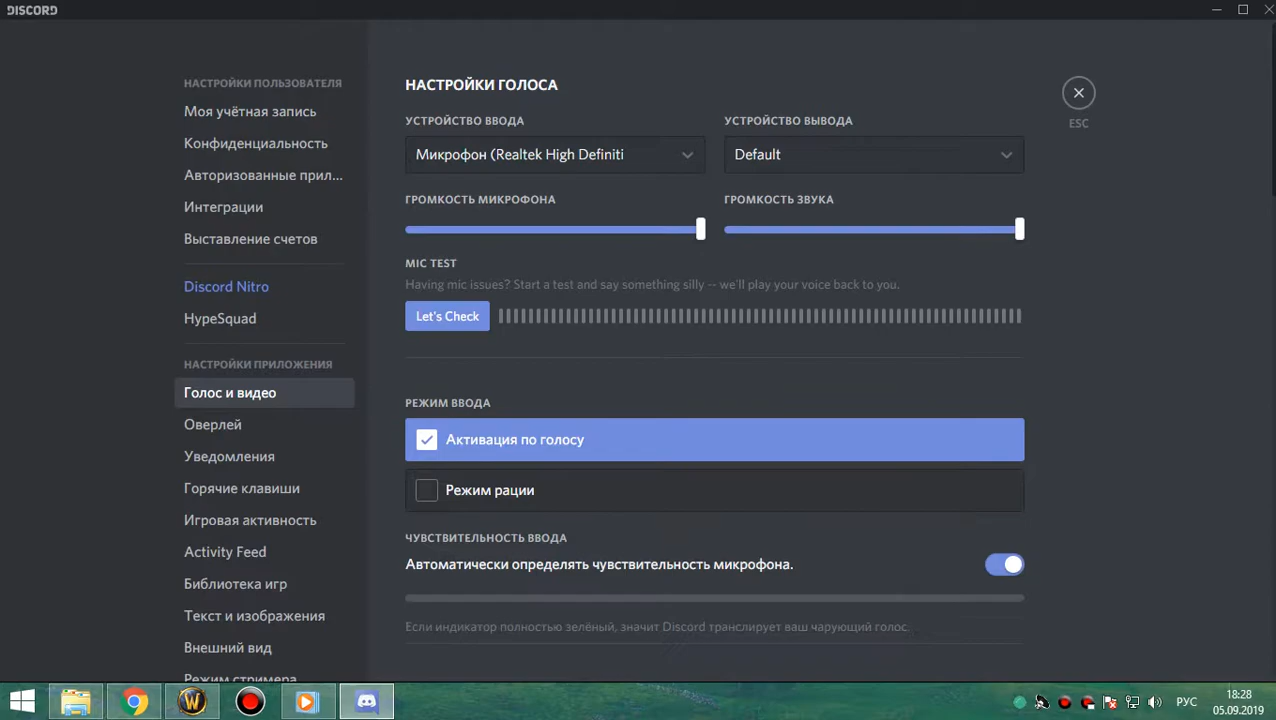 DISCORD
НАСТРОЙКИ ПОЛЬЗОВАТЕЛЯ
Моя учётная запись
Конфиденциальность
Авторизованные прил...
Интеграции
Выставление счетов
Discord Nitro
HypeSquad
НАСТРОЙКИ ПРИЛОЖЕНИЯ
Голос и видео
Оверлей
Уведомления
Горячие клавиши
Игровая активность
Activity Feed
Библиотека игр
Текст и изображения
Внешний вид
Режим стримера
НАСТРОЙКИ ГОЛОСА
УСТРОЙСТВО ВВОДА
УСТРОЙСТВО ВЫВОДА
Микрофон (Realtek High Definiti
Default
ГРОМКОСТЬ МИКРОФОНА
ГРОМКОСТЬ ЗВУКА
MIC TEST
Having mic issues? Start a test and say something silly -- we'll play your voice back to you.
Let's Check
РЕЖИМ ВВОДА
Активация по голосу
Режим рации
ЧУВСТВИТЕЛЬНОСТЬ ВВОДА
Автоматически определять чувствительность микрофона.
Если индикатор полностью зелёный, значит Discord транслирует ваш чарующий голос.
ESC
РУС
18:28
05.09.2019